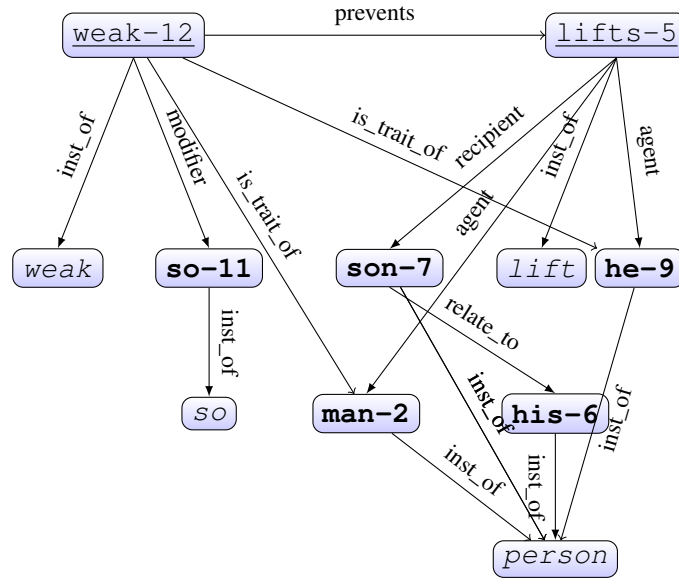 prevents
weak-12
lifts-5
inst_of
modifier
is_trait_of
is_trait_of
recipient
agent
inst_of
agent
weak
so-11
son-7
lift
he-9
inst_of
relate_to
so
man-2
inst_of
his-6
inst_of
inst_of
inst_of
person